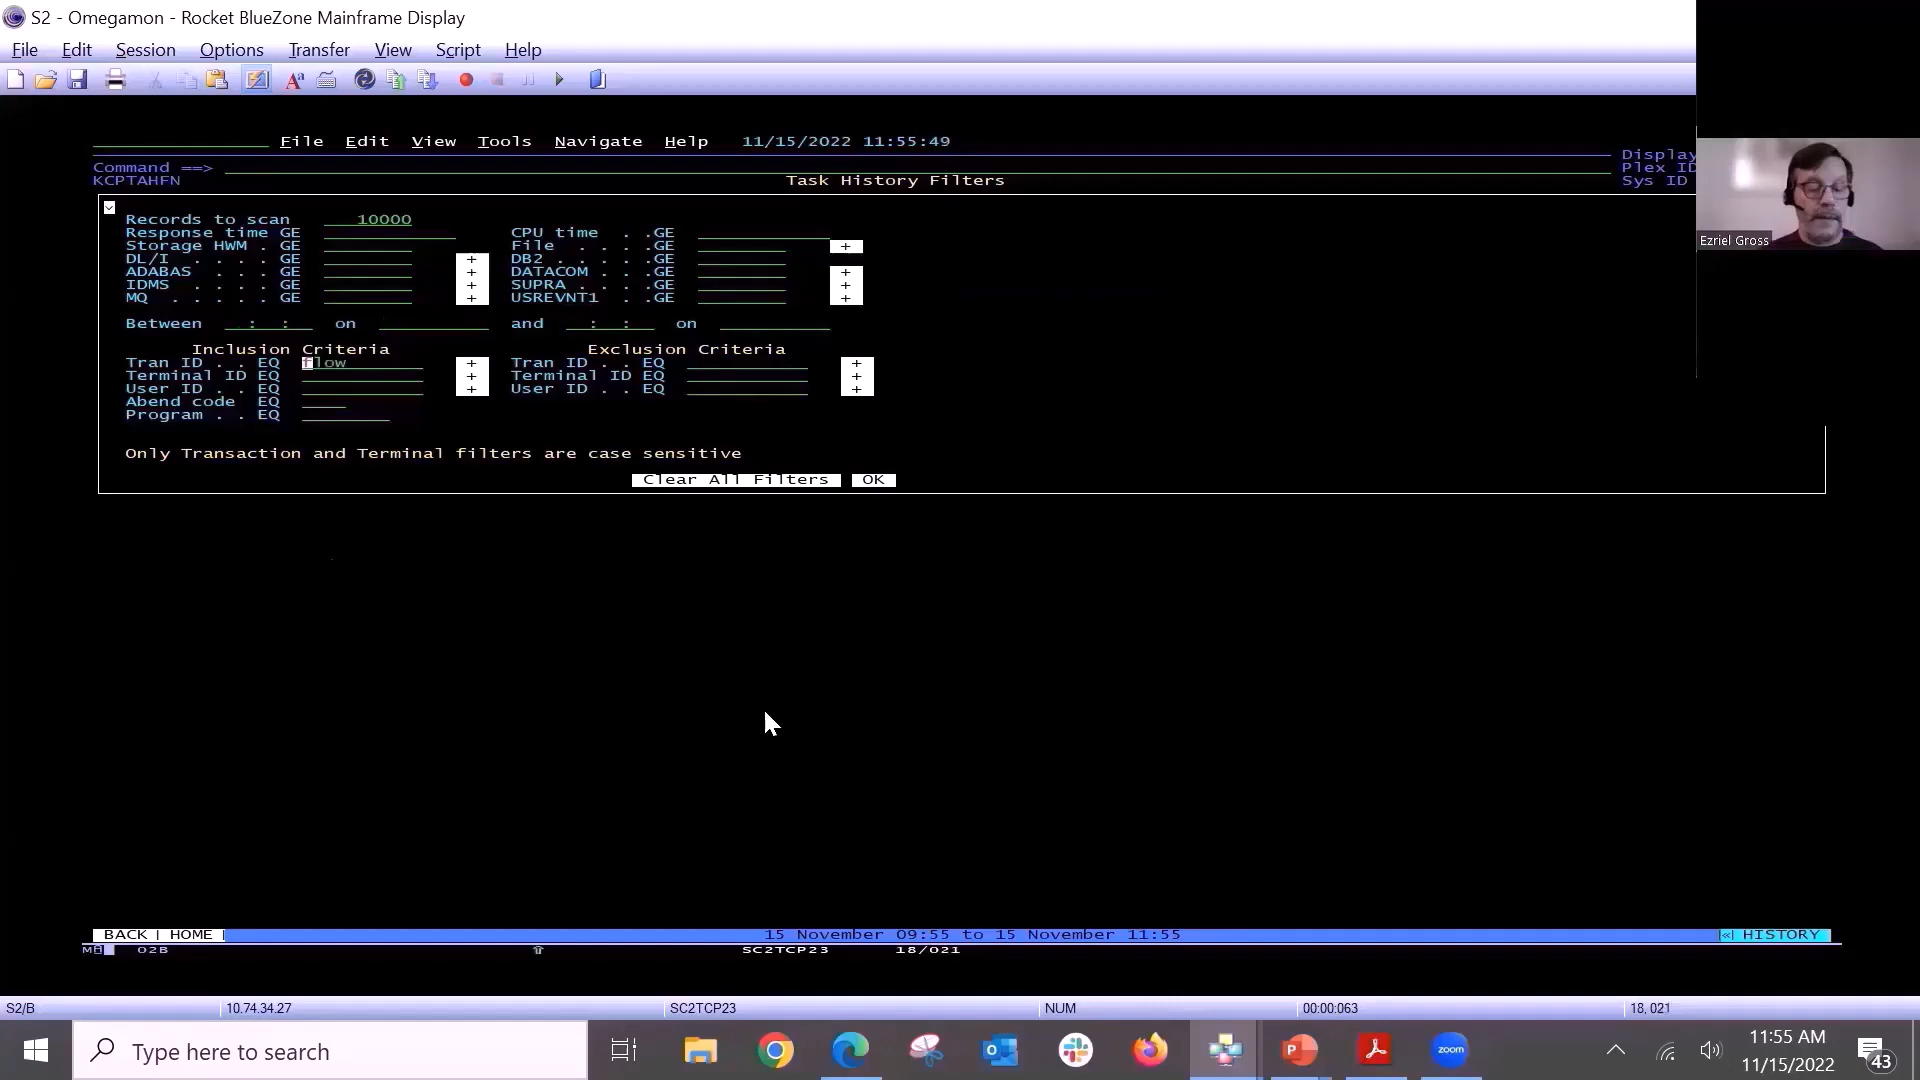 S2 - Omegamon - Rocket BlueZone Mainframe Display
File Edit Session Options Transfer View Script Help
File Edit View Tools Navigate Help 11/15/2022 11:55:49
Display
Command ==>
Plex ID
KCPTAHFN Task History Filters Sys ID
Records to scan 10000
Response time GE CPU time . .GE
Storage HWM . GE File . . . .GE +
DL/I . . . . GE + DB2 . . . . .GE
ADABAS . . . GE + DATACOM . . .GE +
IDMS . . . . GE + SUPRA . . . .GE +
MQ . . . . . GE + USREVNT1 . .GE +
Between : : on and : : on
Inclusion Criteria Exclusion Criteria
Tran ID . . EQ flow + Tran ID . . EQ +
Terminal ID EQ + Terminal ID EQ +
User ID . . EQ + User ID . . EQ +
Abend code EQ
Program . . EQ
Only Transaction and Terminal filters are case sensitive
Clear All Filters OK
Ezriel Gross
BACK | HOME | 15 November 09:55 to 15 November 11:55 |«| HISTORY
MA 02B SC2TCP23 18/021
S2/B 10.74.34.27 SC2TCP23 NUM 00:00:063 18, 021
Type here to search
zoom
11:55 AM
11/15/2022
43